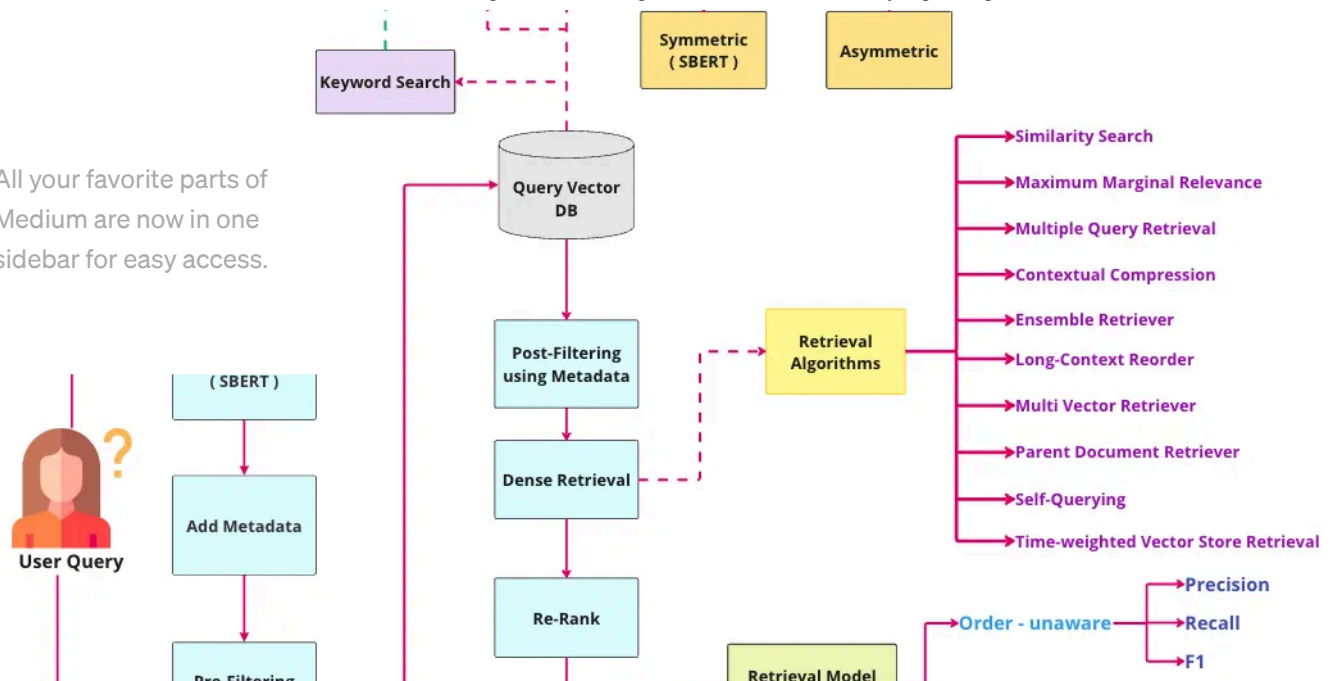 Symmetric
( SBERT )
Asymmetric
Keyword Search
Query Vector
DB
All your favorite parts of
Medium are now in one
sidebar for easy access.
Similarity Search
Maximum Marginal Relevance
Multiple Query Retrieval
Contextual Compression
Ensemble Retriever
Long-Context Reorder
Multi Vector Retriever
Parent Document Retriever
Self-Querying
Time-weighted Vector Store Retrieval
Retrieval
Algorithms
Post-Filtering
using Metadata
Dense Retrieval
Re-Rank
( SBERT )
Add Metadata
Pre-Filtering
?
User Query
Order - unaware
Precision
Recall
F1
Retrieval Model